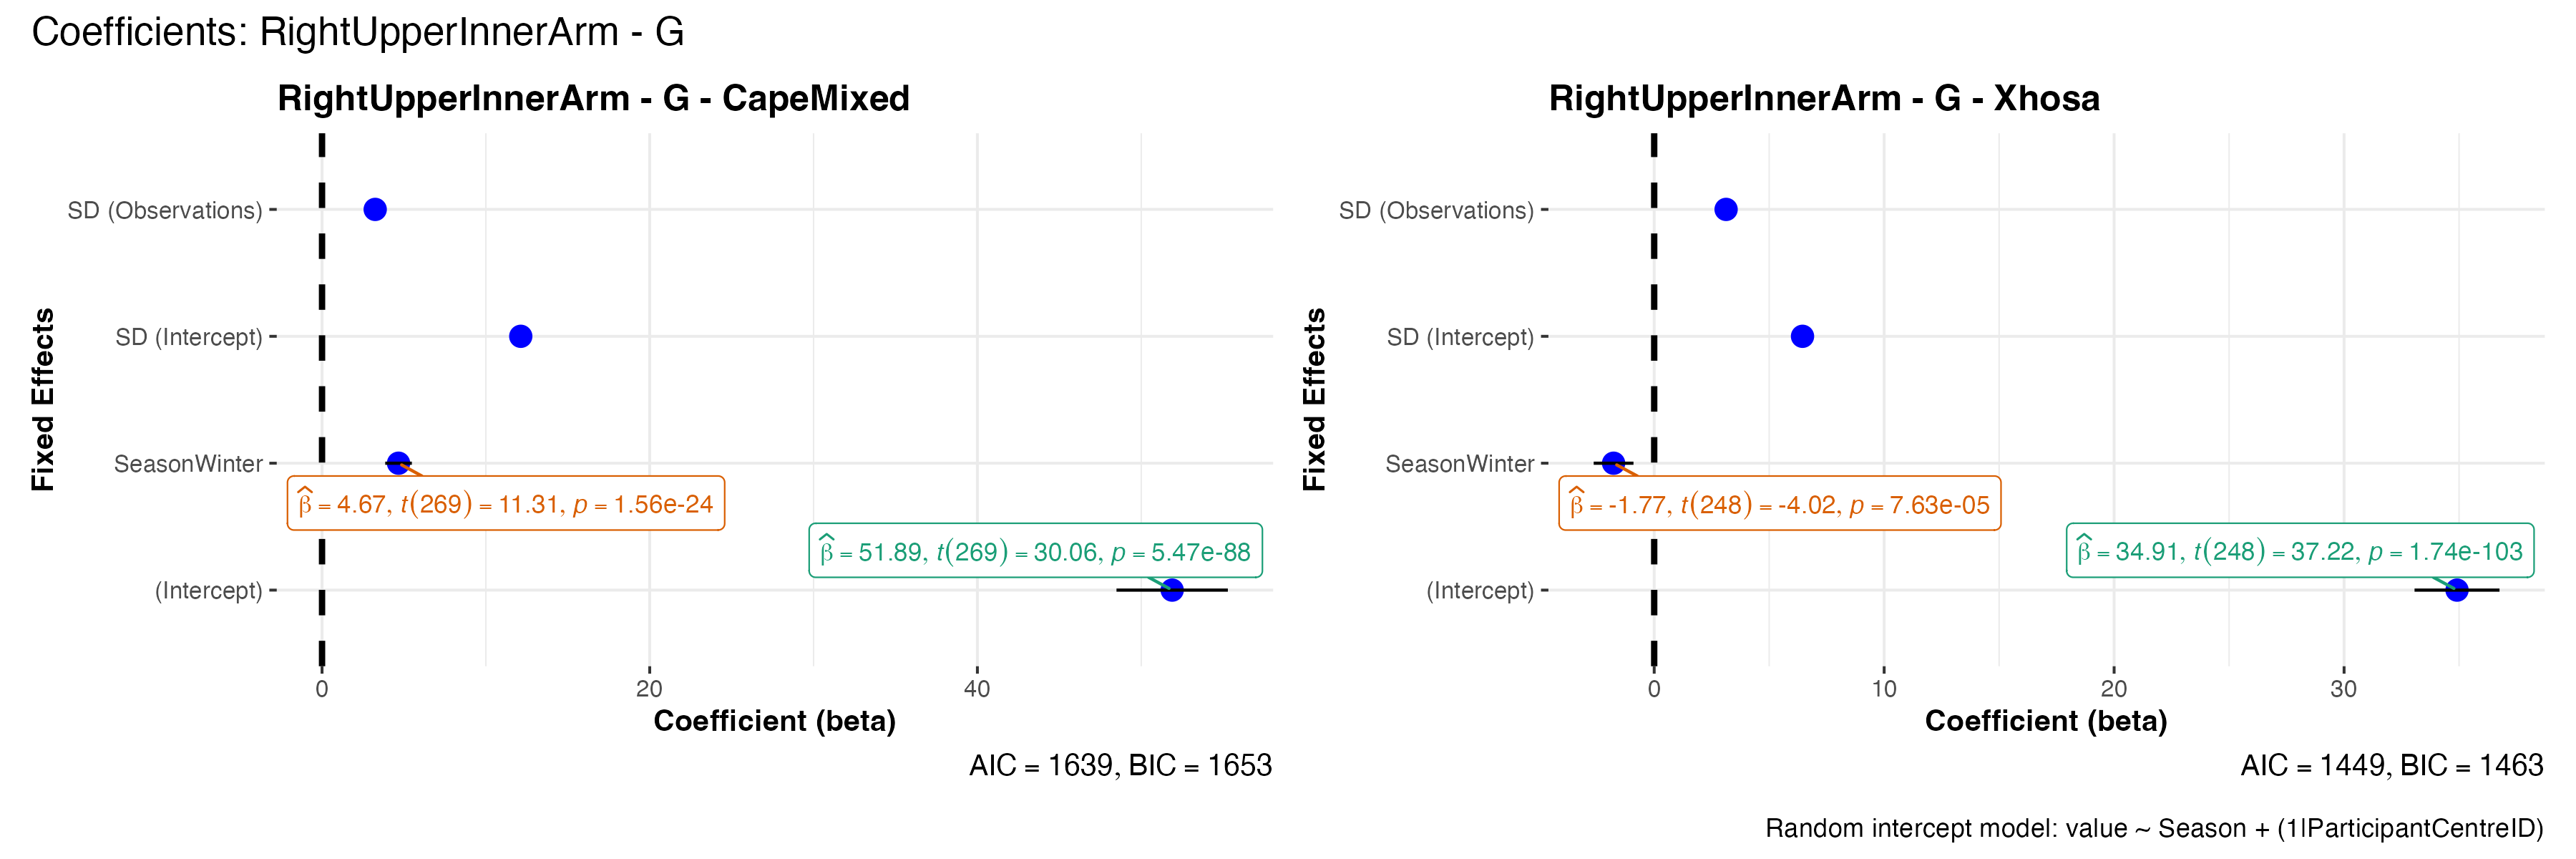 Coefficients: RightUpperInnerArm - G
RightUpperInnerArm - G - CapeMixed
Fixed Effects
SD (Observations)
SD (Intercept)
SeasonWinter
(Intercept)
β̂ = 4.67, t(269) = 11.31, p = 1.56e-24
β̂ = 51.89, t(269) = 30.06, p = 5.47e-88
0 20 40
Coefficient (beta)
AIC = 1639, BIC = 1653
RightUpperInnerArm - G - Xhosa
Fixed Effects
SD (Observations)
SD (Intercept)
SeasonWinter
(Intercept)
β̂ = -1.77, t(248) = -4.02, p = 7.63e-05
β̂ = 34.91, t(248) = 37.22, p = 1.74e-103
0 10 20 30
Coefficient (beta)
AIC = 1449, BIC = 1463
Random intercept model: value ~ Season + (1|ParticipantCentreID)